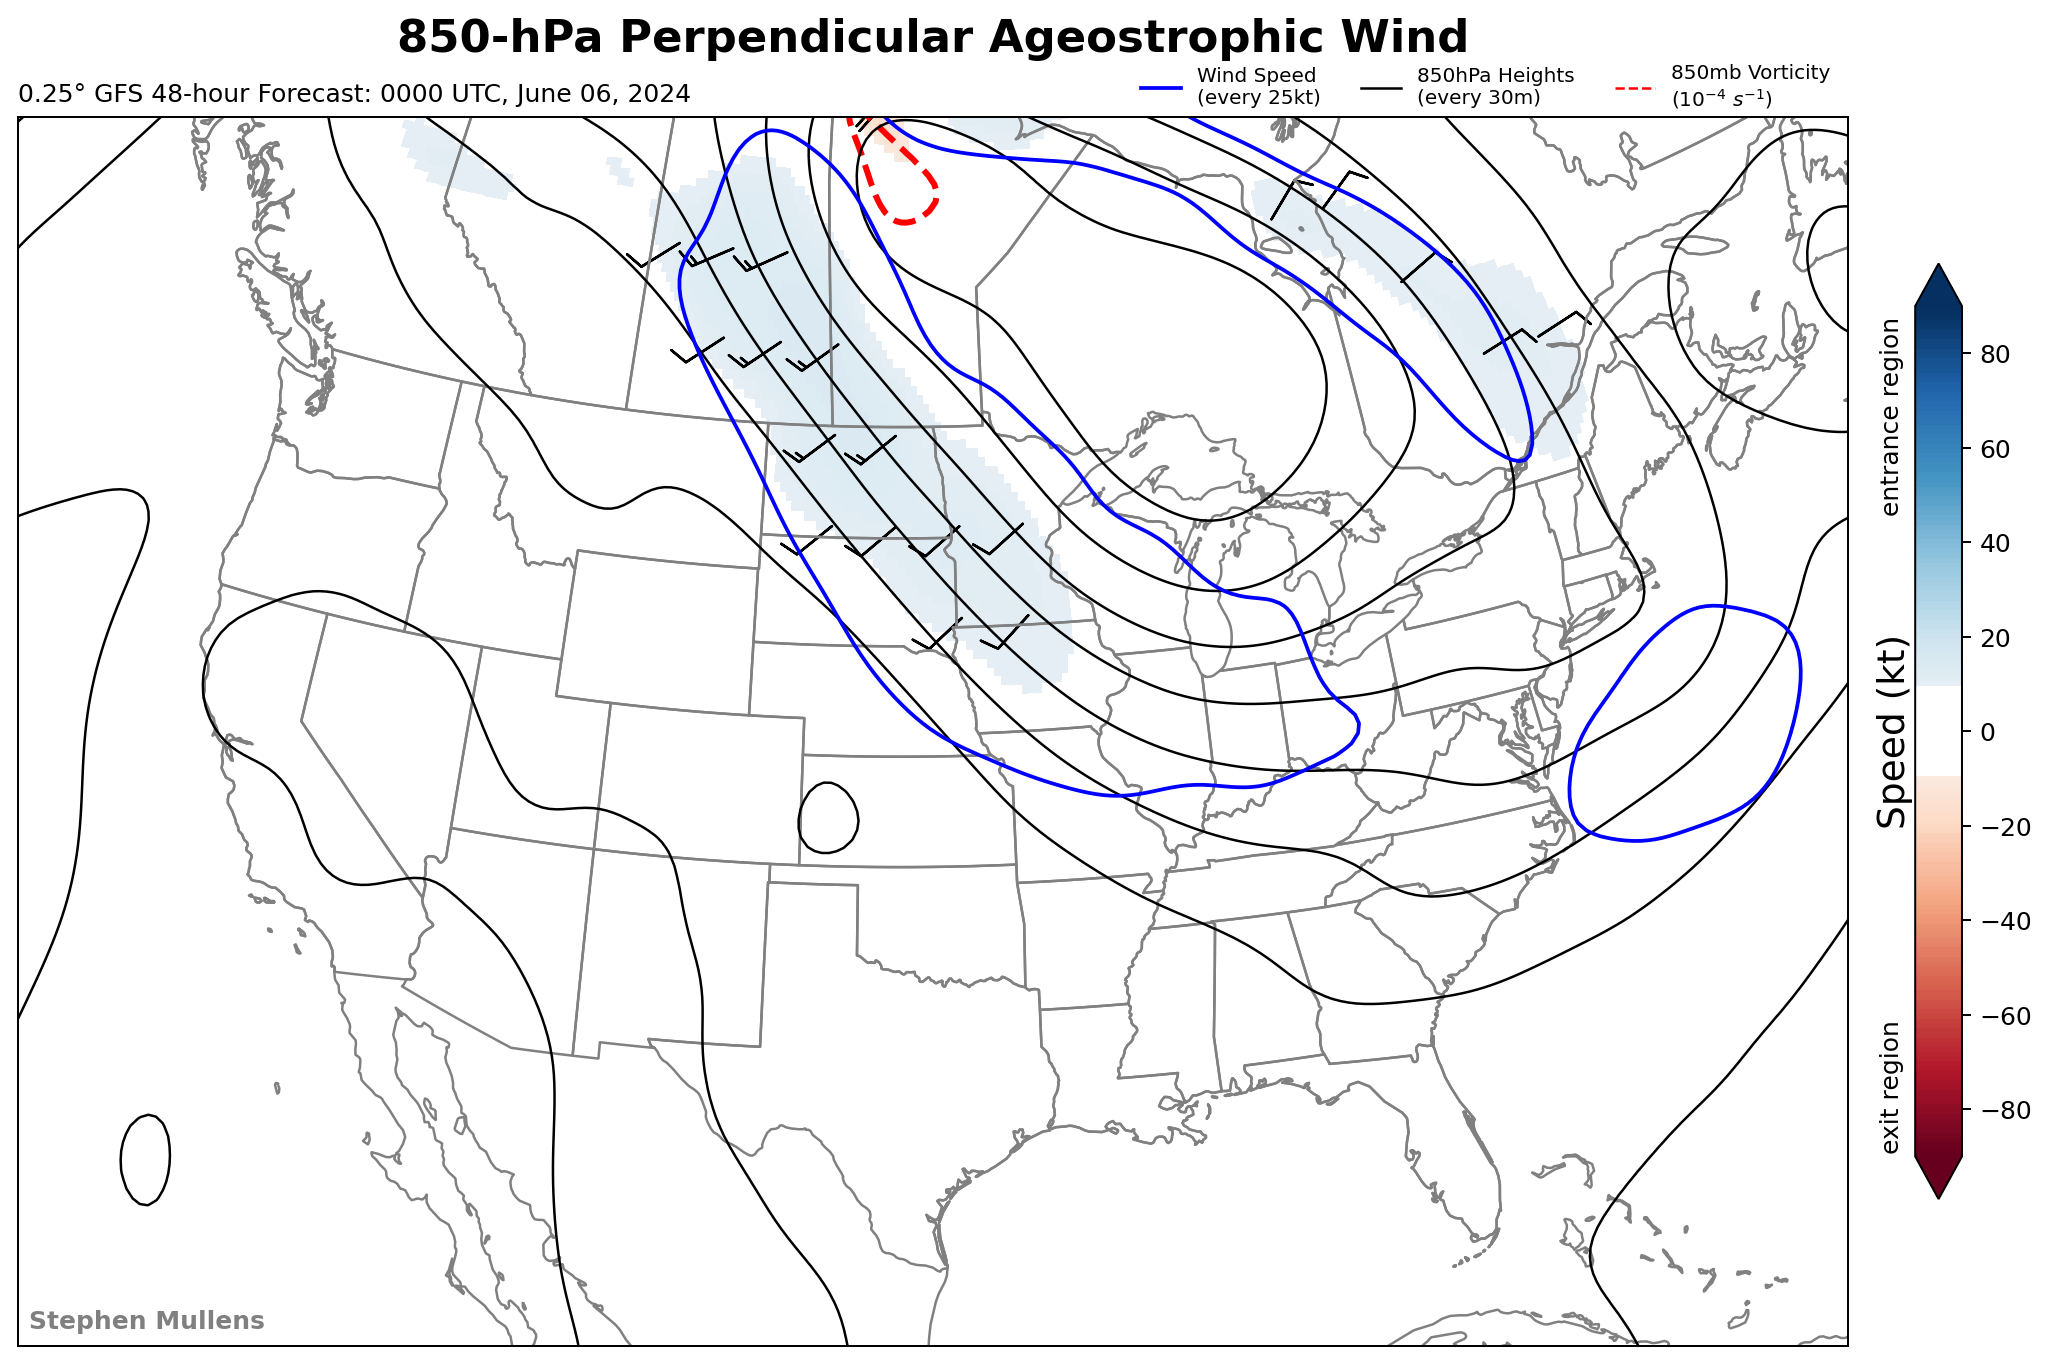 850-hPa Perpendicular Ageostrophic Wind
0.25° GFS 48-hour Forecast: 0000 UTC, June 06, 2024
Wind Speed
(every 25kt)
850hPa Heights
(every 30m)
850mb Vorticity
(10⁻⁴ s⁻¹)
entrance region
Speed (kt)
exit region
80
60
40
20
0
−20
−40
−60
−80
Stephen Mullens